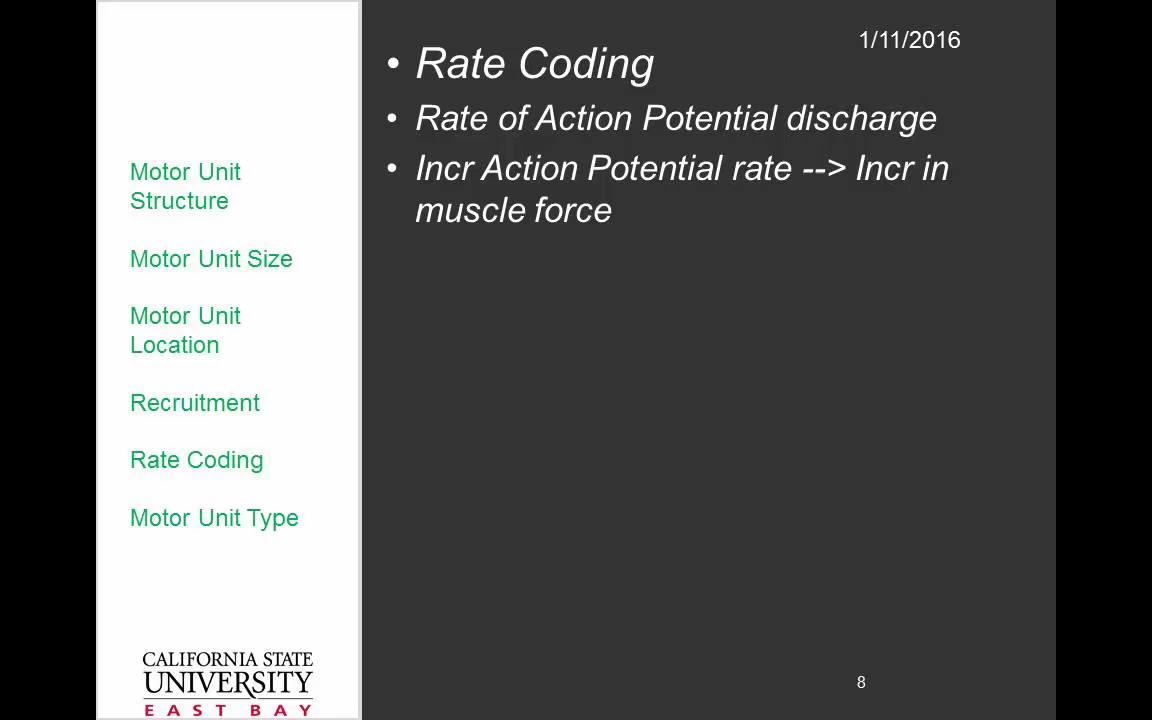 Motor Unit
Structure
Motor Unit Size
Motor Unit
Location
Recruitment
Rate Coding
Motor Unit Type
CALIFORNIA STATE
UNIVERSITY
EAST BAY
1/11/2016
• Rate Coding
• Rate of Action Potential discharge
• Incr Action Potential rate --> Incr in
muscle force
8